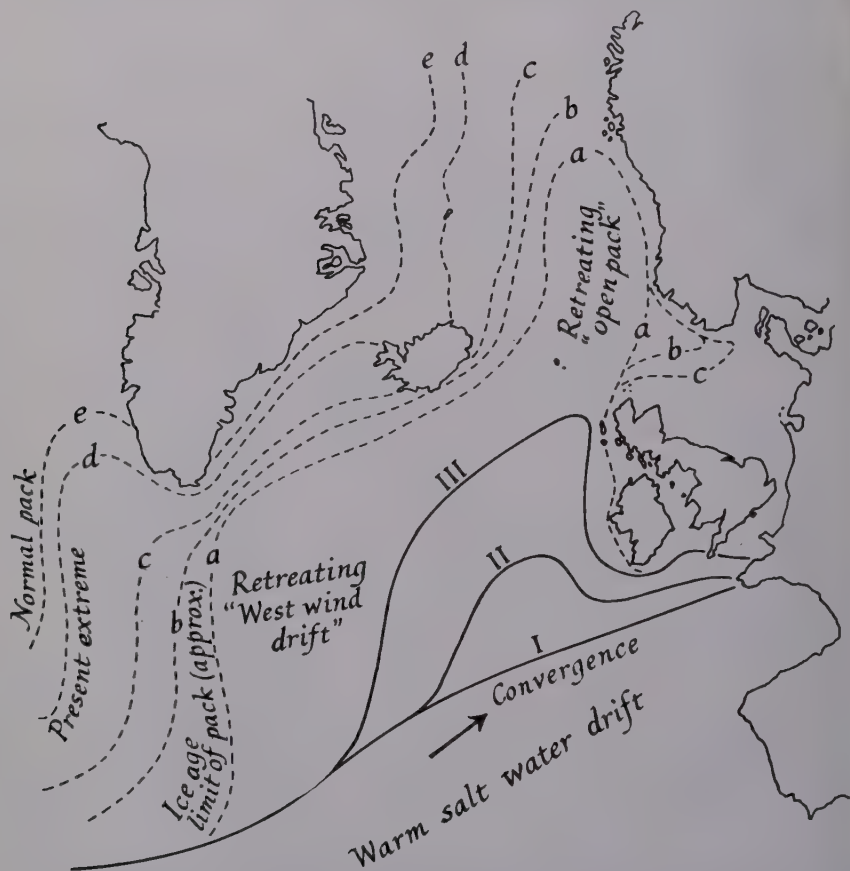 e
d
c
b
a
"Retreating
open pack"
a
b
c
e
d
Normal pack
Present extreme
c
b
a
Ice age
limit of pack (approx.)
Retreating
"West wind
drift"
III
II
I
Convergence
Warm salt water drift